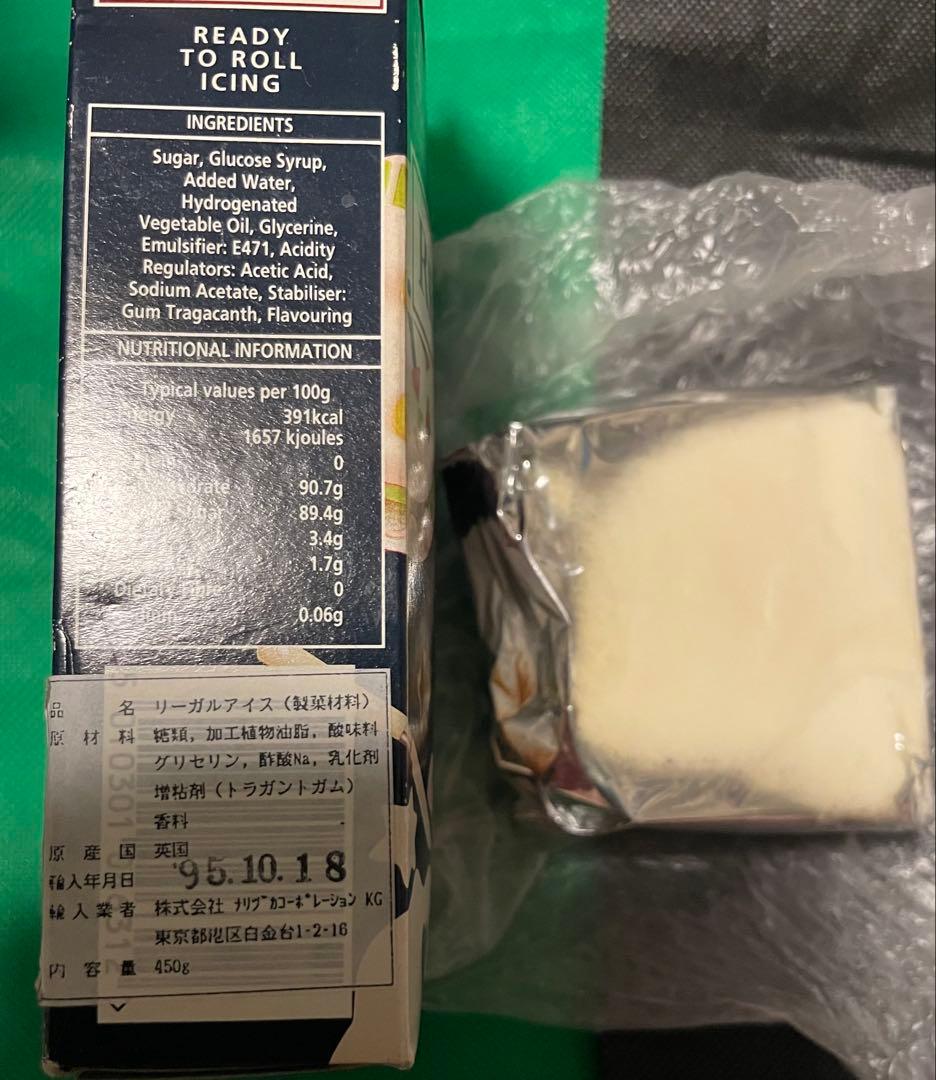 READY
TO ROLL
ICING
INGREDIENTS
Sugar, Glucose Syrup,
Added Water,
Hydrogenated
Vegetable Oil, Glycerine,
Emulsifier: E471, Acidity
Regulators: Acetic Acid,
Sodium Acetate, Stabiliser:
Gum Tragacanth, Flavouring
NUTRITIONAL INFORMATION
Typical values per 100g
Energy 391kcal
1657 kjoules
0
90.7g
89.4g
3.4g
1.7g
Dietary Fibre 0
0.06g
品名 リーガルアイス（製菓材料）
原材料 糖類，加工植物油脂，酸味料
グリセリン，酢酸Na，乳化剤
増粘剤（トラガントガム）
香料
原産国 英国
輸入年月日 '95.10.18
輸入業者 株式会社 ﾅﾘﾌﾞｶｺｰﾎﾟﾚｰｼｮﾝ KG
東京都港区白金台1-2-16
内容量 450g